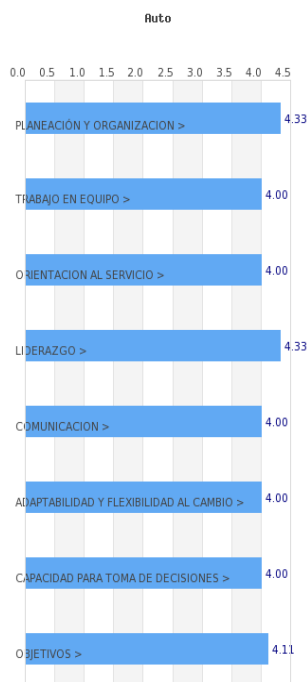 Auto
0.0 0.5 1.0 1.5 2.0 2.5 3.0 3.5 4.0 4.5
PLANEACIÓN Y ORGANIZACION > 4.33
TRABAJO EN EQUIPO > 4.00
ORIENTACION AL SERVICIO > 4.00
LIDERAZGO > 4.33
COMUNICACION > 4.00
ADAPTABILIDAD Y FLEXIBILIDAD AL CAMBIO > 4.00
CAPACIDAD PARA TOMA DE DECISIONES > 4.00
OBJETIVOS > 4.11